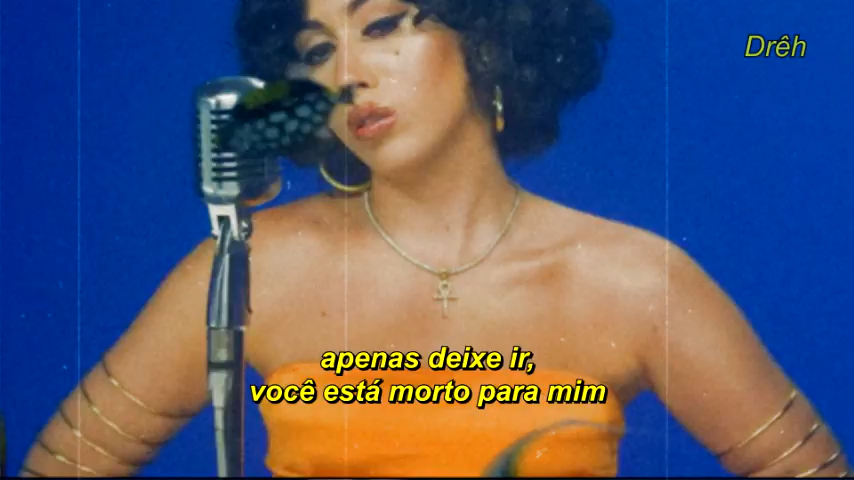 Drêh
apenas deixe ir,
você está morto para mim